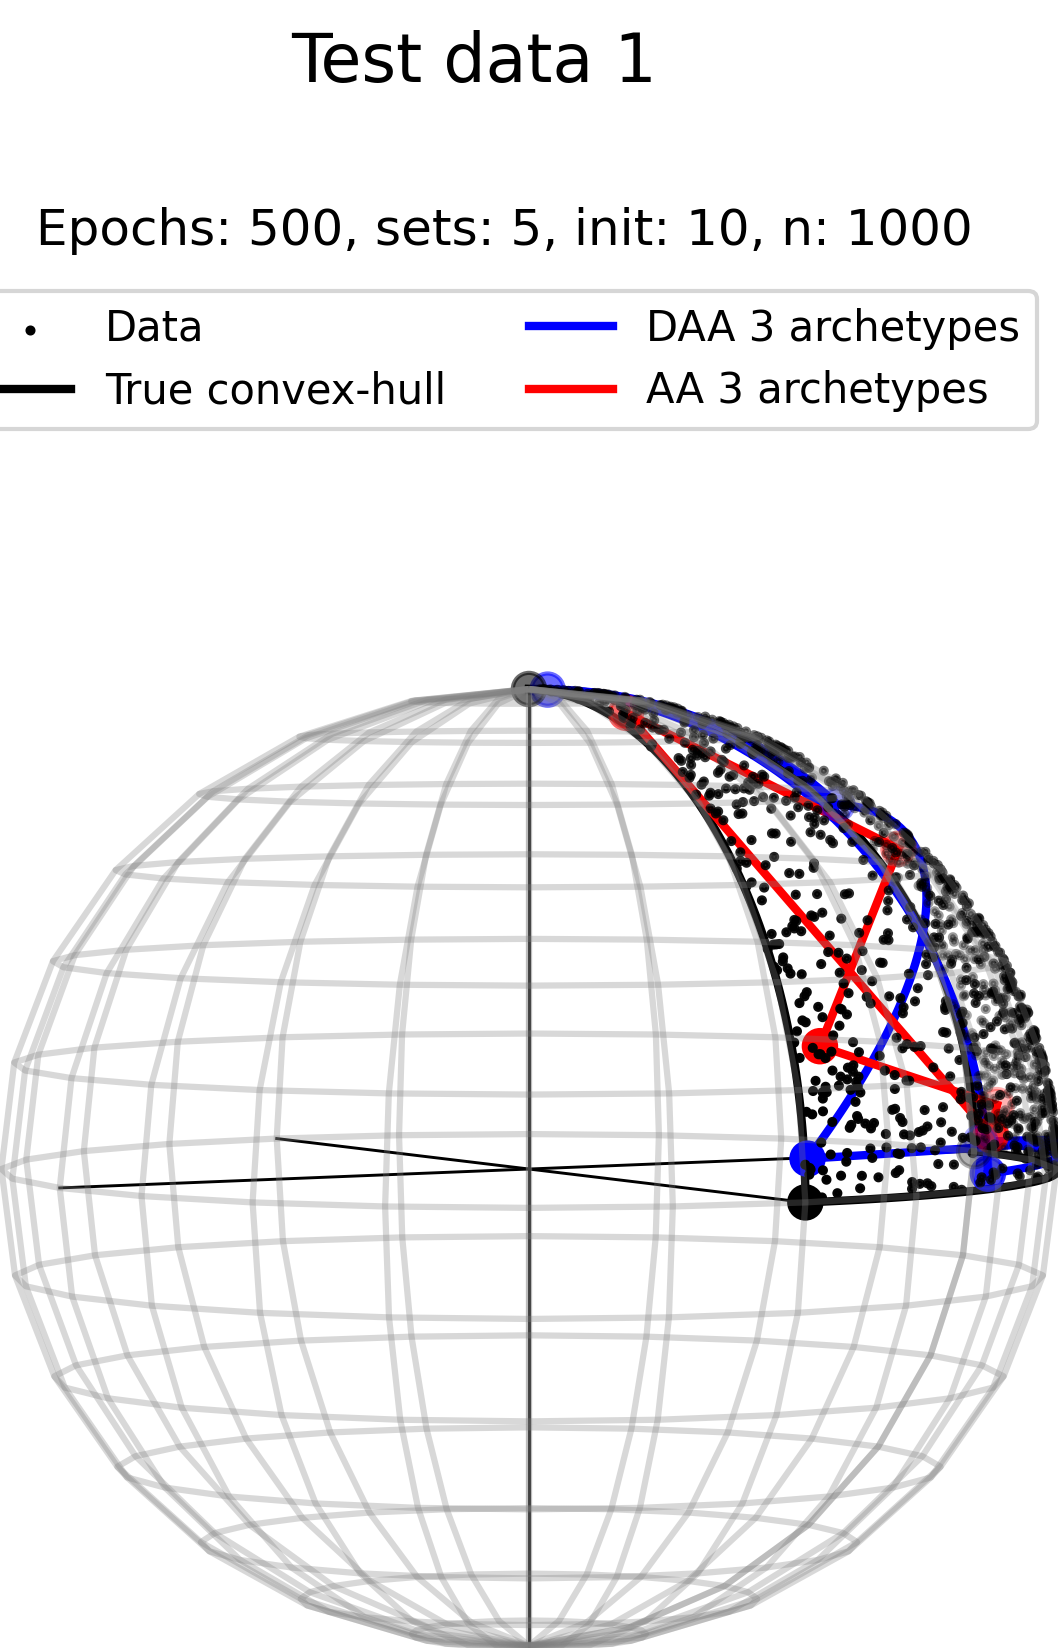 Test data 1
Epochs: 500, sets: 5, init: 10, n: 1000
Data
True convex-hull
DAA 3 archetypes
AA 3 archetypes